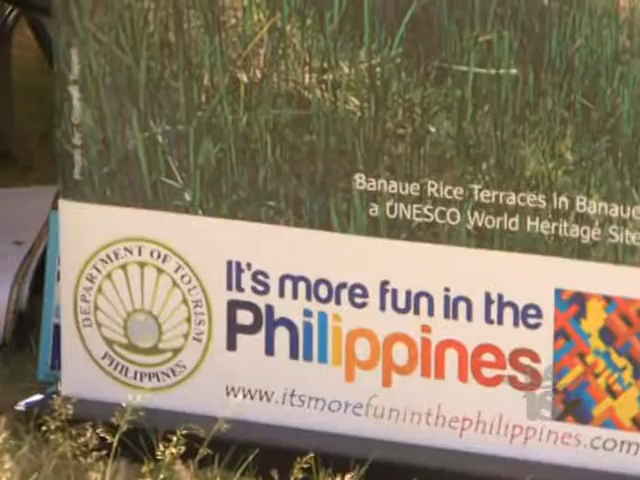 Banaue Rice Terraces in Banaue
a UNESCO World Heritage Site
DEPARTMENT OF TOURISM
PHILIPPINES
It's more fun in the
Philippines
www.itsmorefuninthephilippines.com